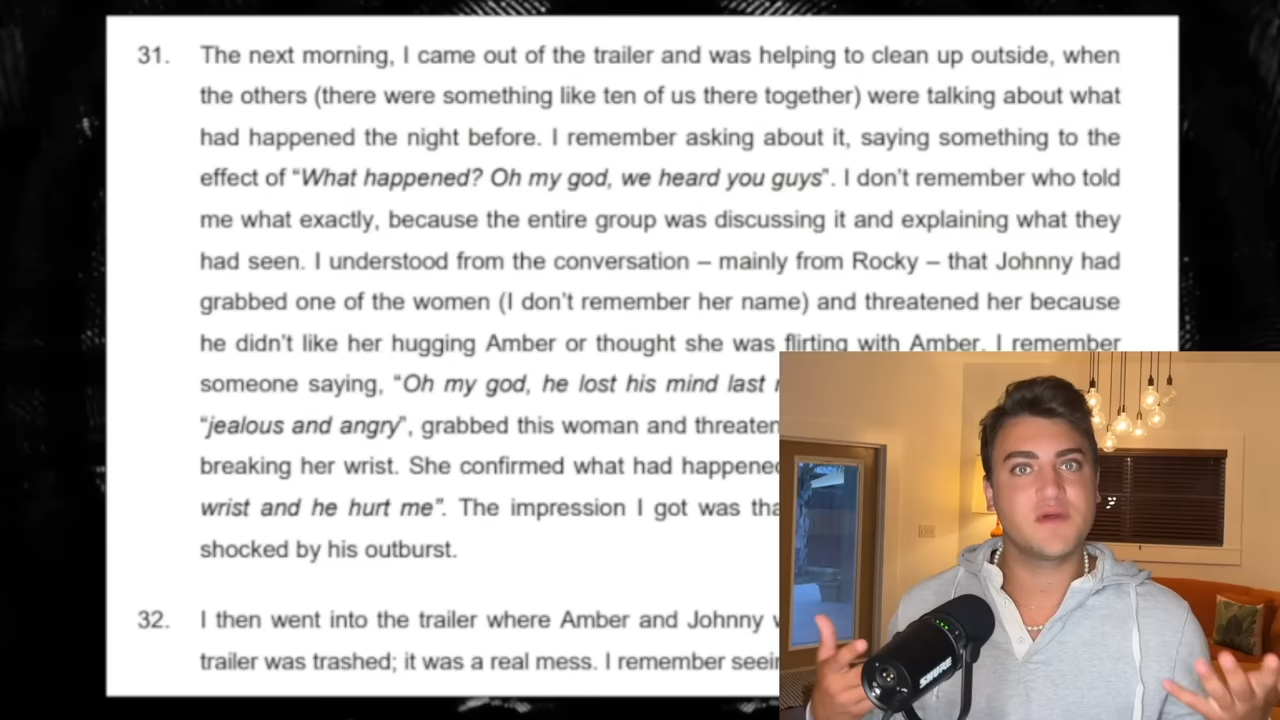 31. The next morning, I came out of the trailer and was helping to clean up outside, when
the others (there were something like ten of us there together) were talking about what
had happened the night before. I remember asking about it, saying something to the
effect of “What happened? Oh my god, we heard you guys”. I don’t remember who told
me what exactly, because the entire group was discussing it and explaining what they
had seen. I understood from the conversation – mainly from Rocky – that Johnny had
grabbed one of the women (I don’t remember her name) and threatened her because
he didn’t like her hugging Amber or thought she was flirting with Amber. I remember
someone saying, “Oh my god, he lost his mind last
“jealous and angry”, grabbed this woman and threaten
breaking her wrist. She confirmed what had happened
wrist and he hurt me”. The impression I got was tha
shocked by his outburst.
32. I then went into the trailer where Amber and Johnny
trailer was trashed; it was a real mess. I remember seein
SHURE